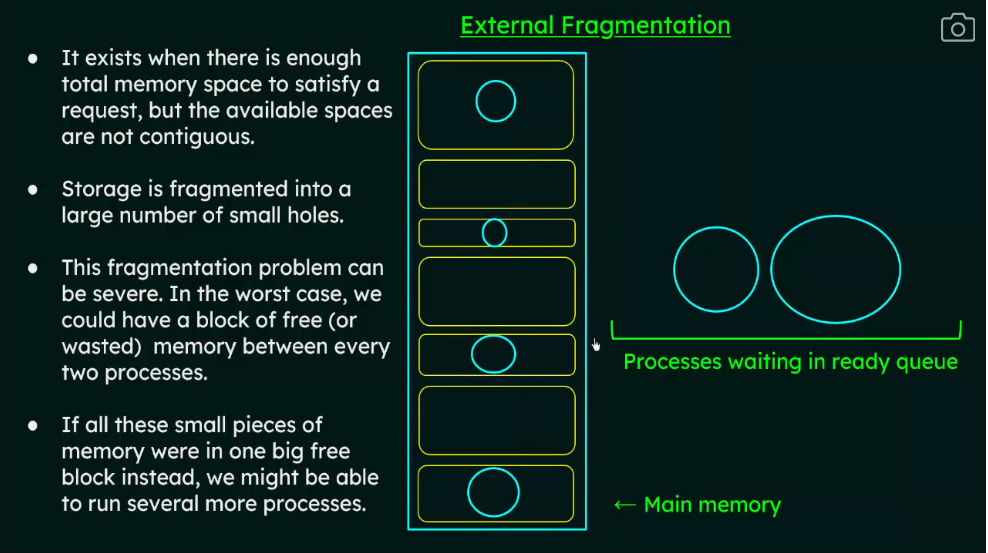 External Fragmentation
● It exists when there is enough
total memory space to satisfy a
request, but the available spaces
are not contiguous.
● Storage is fragmented into a
large number of small holes.
● This fragmentation problem can
be severe. In the worst case, we
could have a block of free (or
wasted) memory between every
two processes.
● If all these small pieces of
memory were in one big free
block instead, we might be able
to run several more processes.
Processes waiting in ready queue
← Main memory